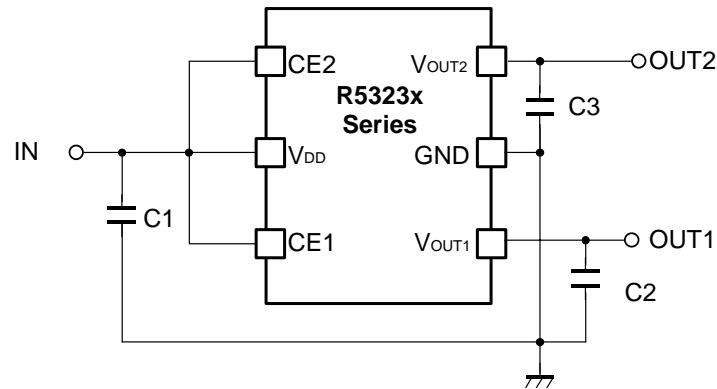 CE2
VOUT2
OUT2
R5323x
Series
C3
IN
VDD
GND
C1
CE1
VOUT1
OUT1
C2